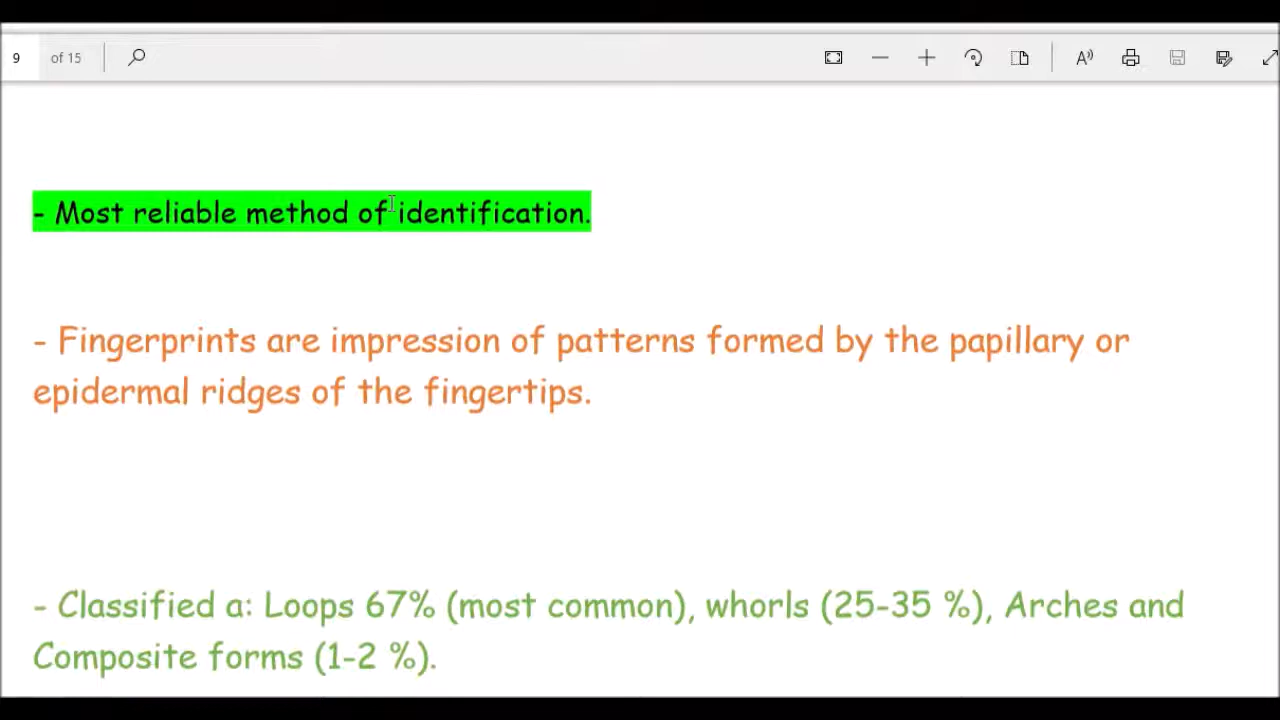 9 of 15
- Most reliable method of identification.
- Fingerprints are impression of patterns formed by the papillary or
epidermal ridges of the fingertips.
- Classified a: Loops 67% (most common), whorls (25-35 %), Arches and
Composite forms (1-2 %).